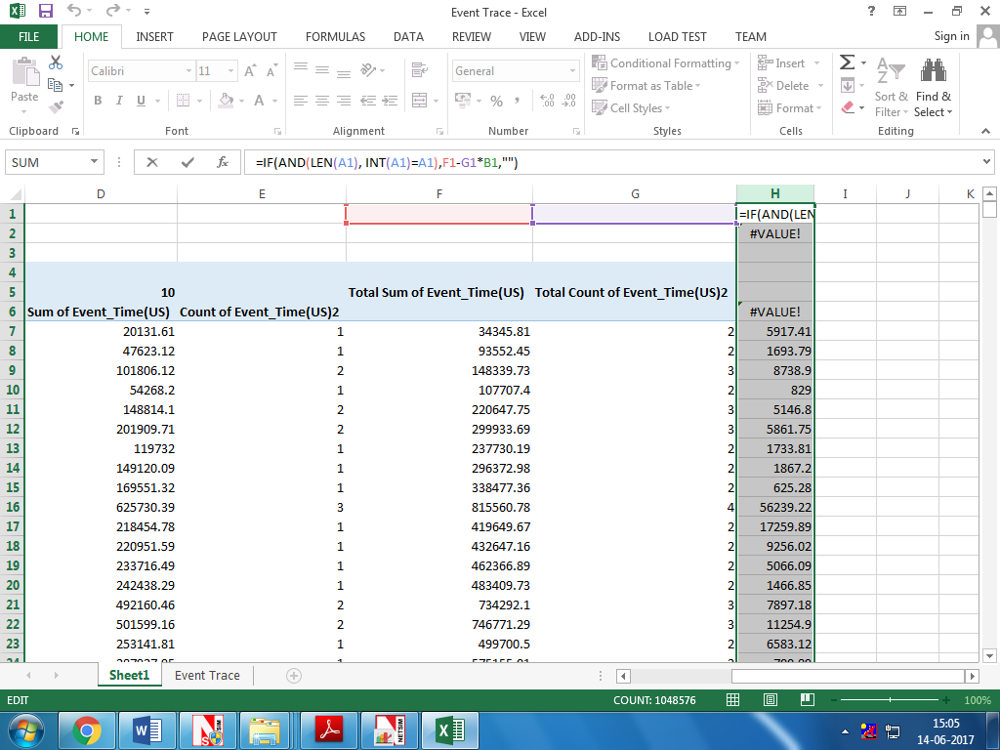 Event Trace - Excel
FILE HOME INSERT PAGE LAYOUT FORMULAS DATA REVIEW VIEW ADD-INS LOAD TEST TEAM Sign in
Paste
Calibri 11
B I U
General
Conditional Formatting
Format as Table
Cell Styles
Insert
Delete
Format
Sort & Filter
Find & Select
Clipboard Font Alignment Number Styles Cells Editing
SUM =IF(AND(LEN(A1), INT(A1)=A1),F1-G1*B1,"")
D E F G H I J K
1 =IF(AND(LEN
2 #VALUE!
3
4
5 10 Total Sum of Event_Time(US) Total Count of Event_Time(US)2
6 Sum of Event_Time(US) Count of Event_Time(US)2 #VALUE!
7 20131.61 1 34345.81 2 5917.41
8 47623.12 1 93552.45 2 1693.79
9 101806.12 2 148339.73 3 8738.9
10 54268.2 1 107707.4 2 829
11 148814.1 2 220647.75 3 5146.8
12 201909.71 2 299933.69 3 5861.75
13 119732 1 237730.19 2 1733.81
14 149120.09 1 296372.98 2 1867.2
15 169551.32 1 338477.36 2 625.28
16 625730.39 3 815560.78 4 56239.22
17 218454.78 1 419649.67 2 17259.89
18 220951.59 1 432647.16 2 9256.02
19 233716.49 1 462366.89 2 5066.09
20 242438.29 1 483409.73 2 1466.85
21 492160.46 2 734292.1 3 7897.18
22 501599.16 2 746771.29 3 11254.9
23 253141.81 1 499700.5 2 6583.12
Sheet1 Event Trace
EDIT COUNT: 1048576 100%
15:05
14-06-2017